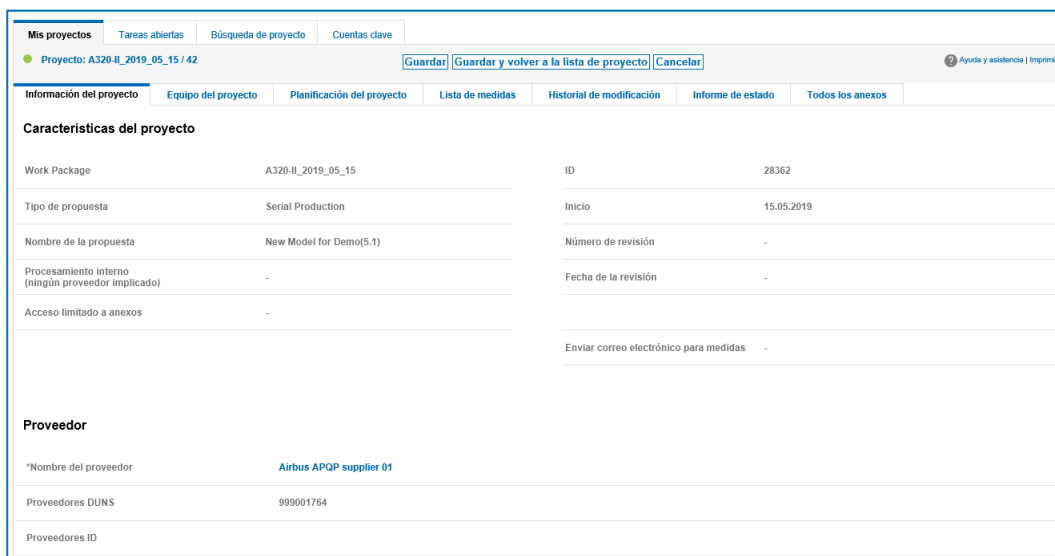 Mis proyectos Tareas abiertas Búsqueda de proyecto Cuentas clave
Proyecto: A320-II_2019_05_15 / 42 Guardar Guardar y volver a la lista de proyecto Cancelar ? Ayuda y asistencia | Imprimi
Información del proyecto Equipo del proyecto Planificación del proyecto Lista de medidas Historial de modificación Informe de estado Todos los anexos
Características del proyecto
Work Package A320-II_2019_05_15 ID 28362
Tipo de propuesta Serial Production Inicio 15.05.2019
Nombre de la propuesta New Model for Demo(5.1) Número de revisión -
Procesamiento interno
(ningún proveedor implicado) - Fecha de la revisión -
Acceso limitado a anexos -
Enviar correo electrónico para medidas -
Proveedor
*Nombre del proveedor Airbus APQP supplier 01
Proveedores DUNS 999001764
Proveedores ID